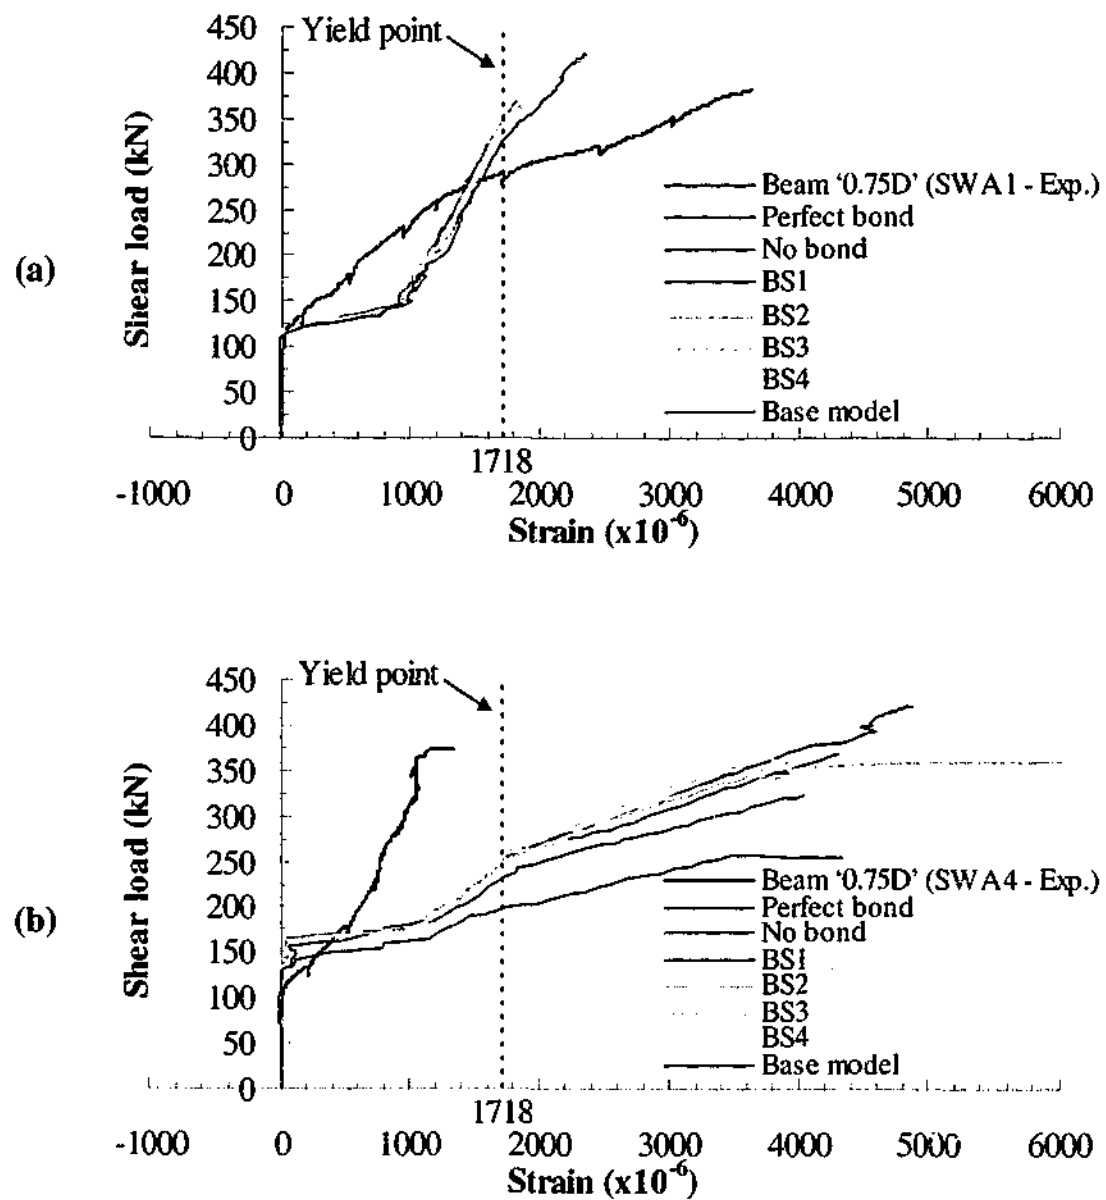 (a)
Shear load (kN)
450
400
350
300
250
200
150
100
50
0
Yield point
Beam ‘0.75D’ (SWA1 - Exp.)
Perfect bond
No bond
BS1
BS2
BS3
BS4
Base model
1718
-1000 0 1000 2000 3000 4000 5000 6000
Strain (x10⁻⁶)
(b)
Shear load (kN)
450
400
350
300
250
200
150
100
50
0
Yield point
Beam ‘0.75D’ (SWA4 - Exp.)
Perfect bond
No bond
BS1
BS2
BS3
BS4
Base model
1718
-1000 0 1000 2000 3000 4000 5000 6000
Strain (x10⁻⁶)